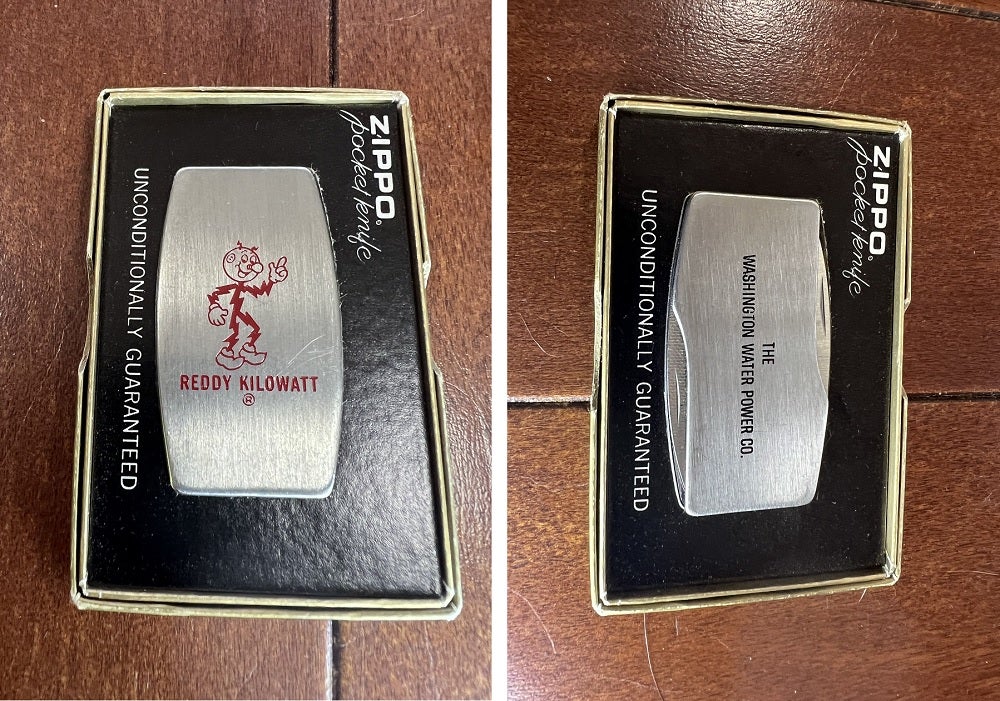 ZIPPO®
pocket knife
REDDY KILOWATT
®
UNCONDITIONALLY GUARANTEED
ZIPPO®
pocket knife
THE
WASHINGTON WATER POWER CO.
UNCONDITIONALLY GUARANTEED